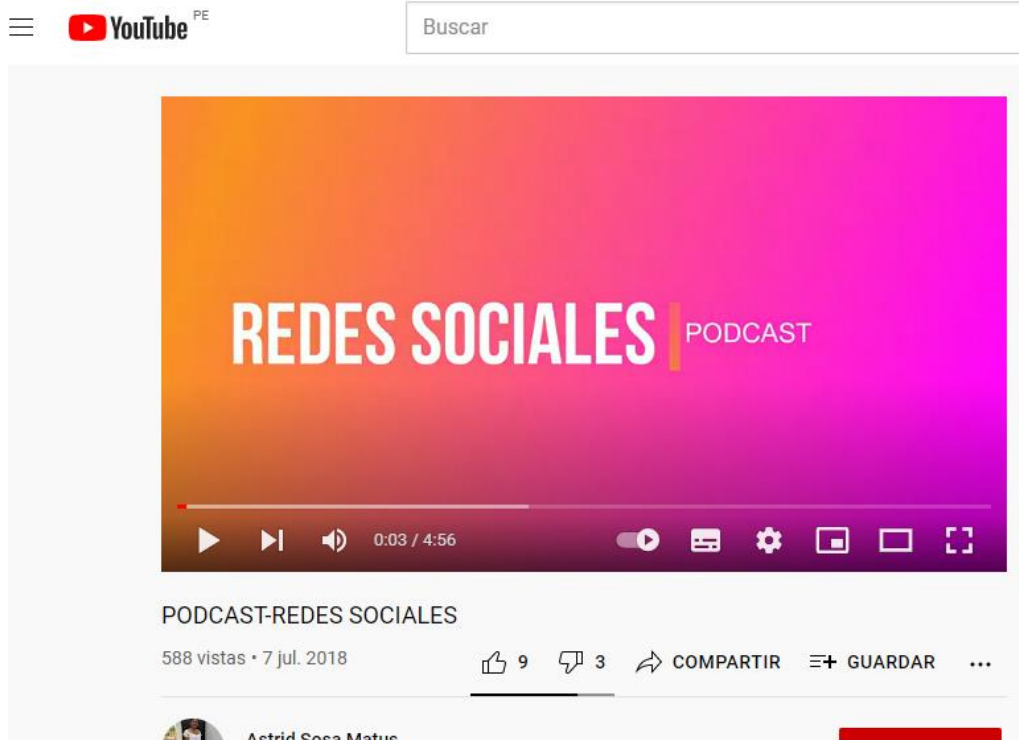 YouTube PE
Buscar
REDES SOCIALES PODCAST
0:03 / 4:56
PODCAST-REDES SOCIALES
588 vistas • 7 jul. 2018
9 3 COMPARTIR GUARDAR ...
Astrid Sosa Matus